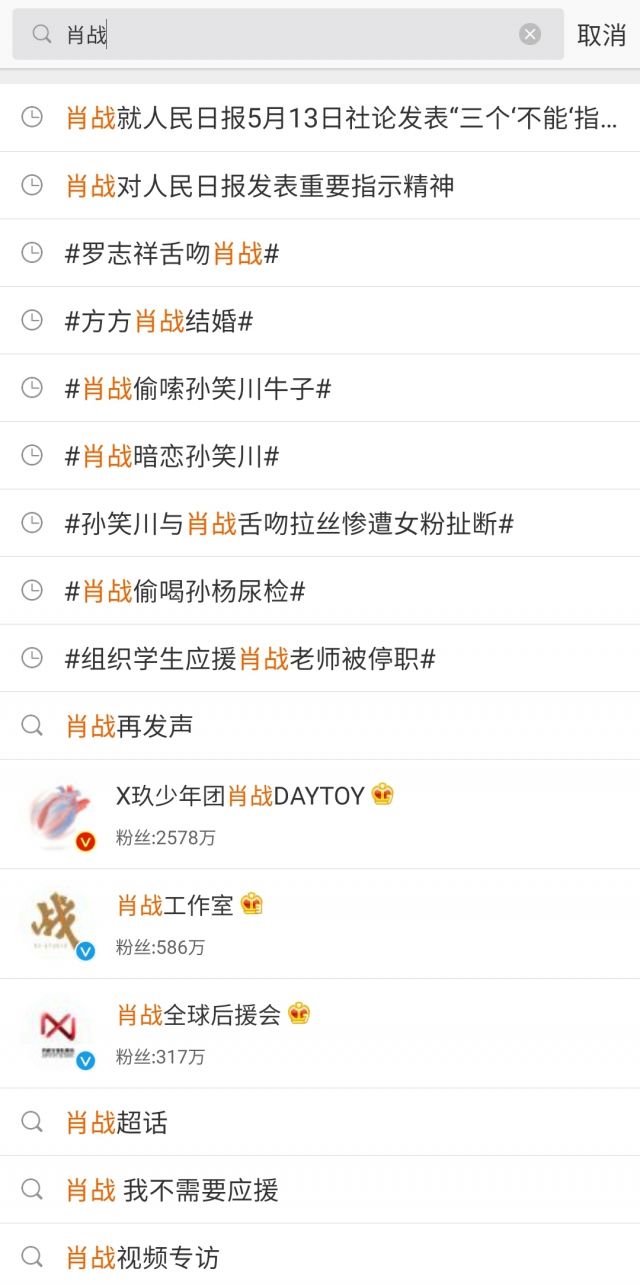 肖战
取消
肖战就人民日报5月13日社论发表“三个‘不能‘指...
肖战对人民日报发表重要指示精神
#罗志祥舌吻肖战#
#方方肖战结婚#
#肖战偷嗦孙笑川牛子#
#肖战暗恋孙笑川#
#孙笑川与肖战舌吻拉丝惨遭女粉扯断#
#肖战偷喝孙杨尿检#
#组织学生应援肖战老师被停职#
肖战再发声
X玖少年团肖战DAYTOY
粉丝:2578万
战
肖战工作室
粉丝:586万
肖战全球后援会
粉丝:317万
肖战超话
肖战 我不需要应援
肖战视频专访